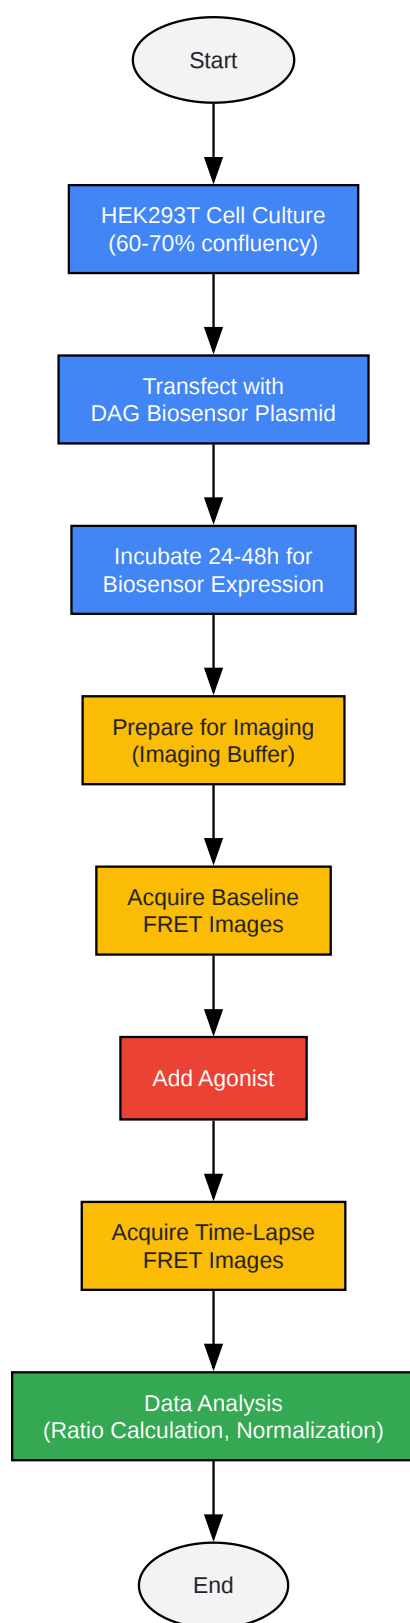 Start
HEK293T Cell Culture
(60-70% confluency)
Transfect with
DAG Biosensor Plasmid
Incubate 24-48h for
Biosensor Expression
Prepare for Imaging
(Imaging Buffer)
Acquire Baseline
FRET Images
Add Agonist
Acquire Time-Lapse
FRET Images
Data Analysis
(Ratio Calculation, Normalization)
End